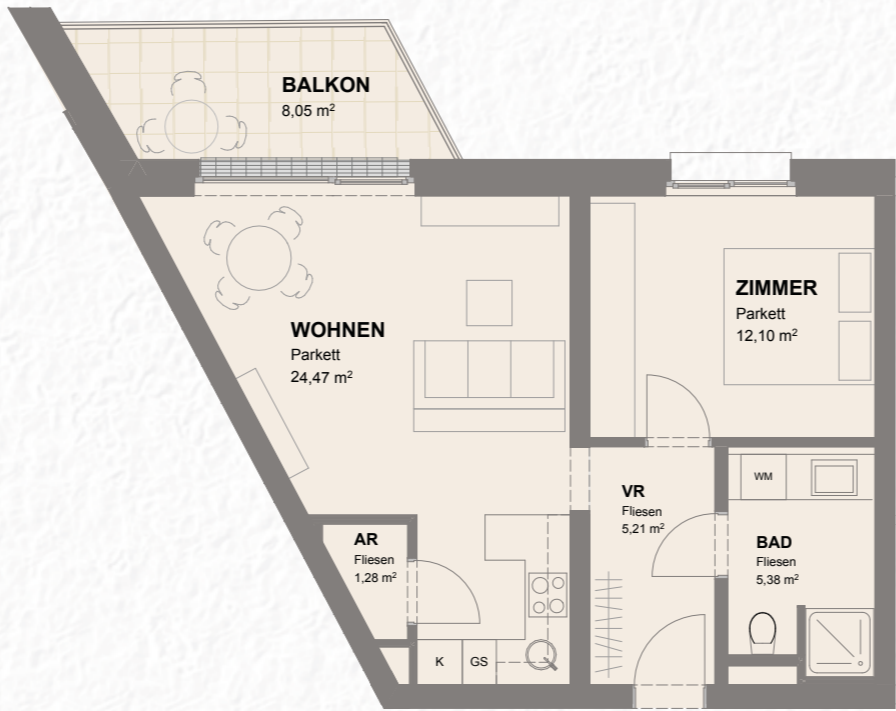 BALKON
8,05 m²
ZIMMER
Parkett
12,10 m²
WOHNEN
Parkett
24,47 m²
WM
VR
Fliesen
5,21 m²
AR
Fliesen
1,28 m²
BAD
Fliesen
5,38 m²
K
GS